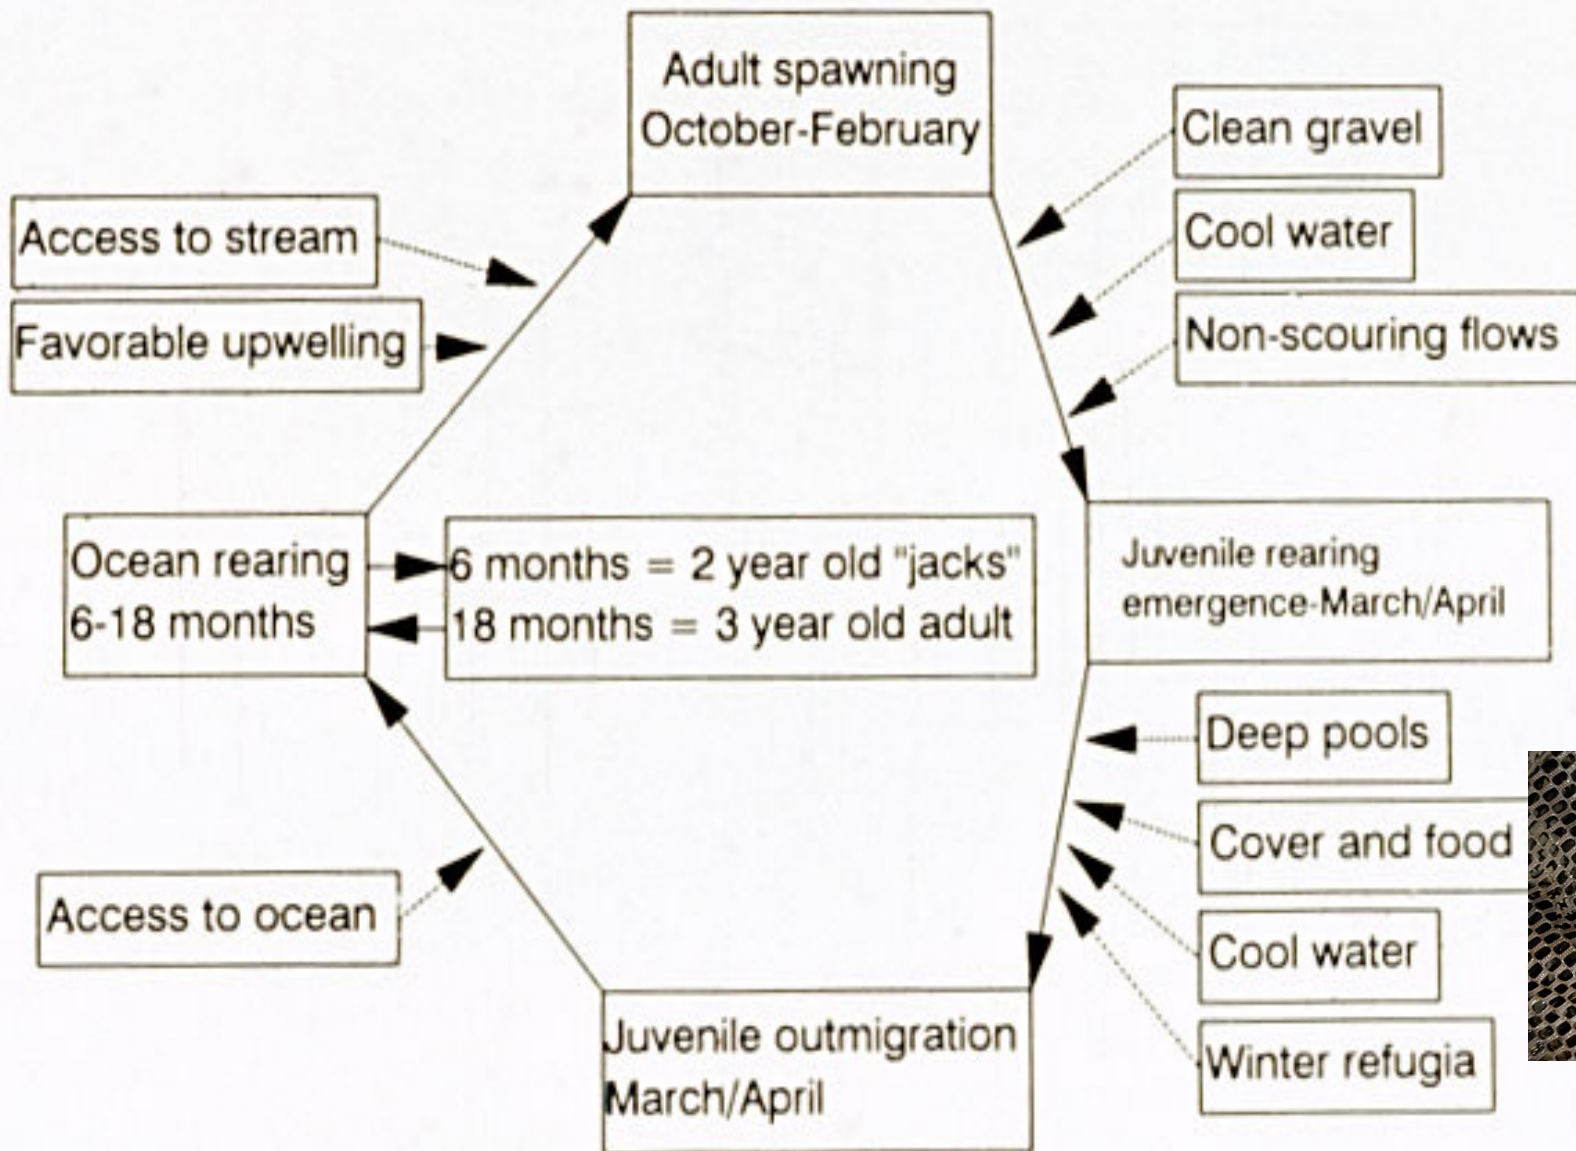 Adult spawning
October-February
Clean gravel
Cool water
Non-scouring flows
Access to stream
Favorable upwelling
Ocean rearing
6-18 months
6 months = 2 year old "jacks"
18 months = 3 year old adult
Juvenile rearing
emergence-March/April
Deep pools
Cover and food
Cool water
Winter refugia
Access to ocean
Juvenile outmigration
March/April